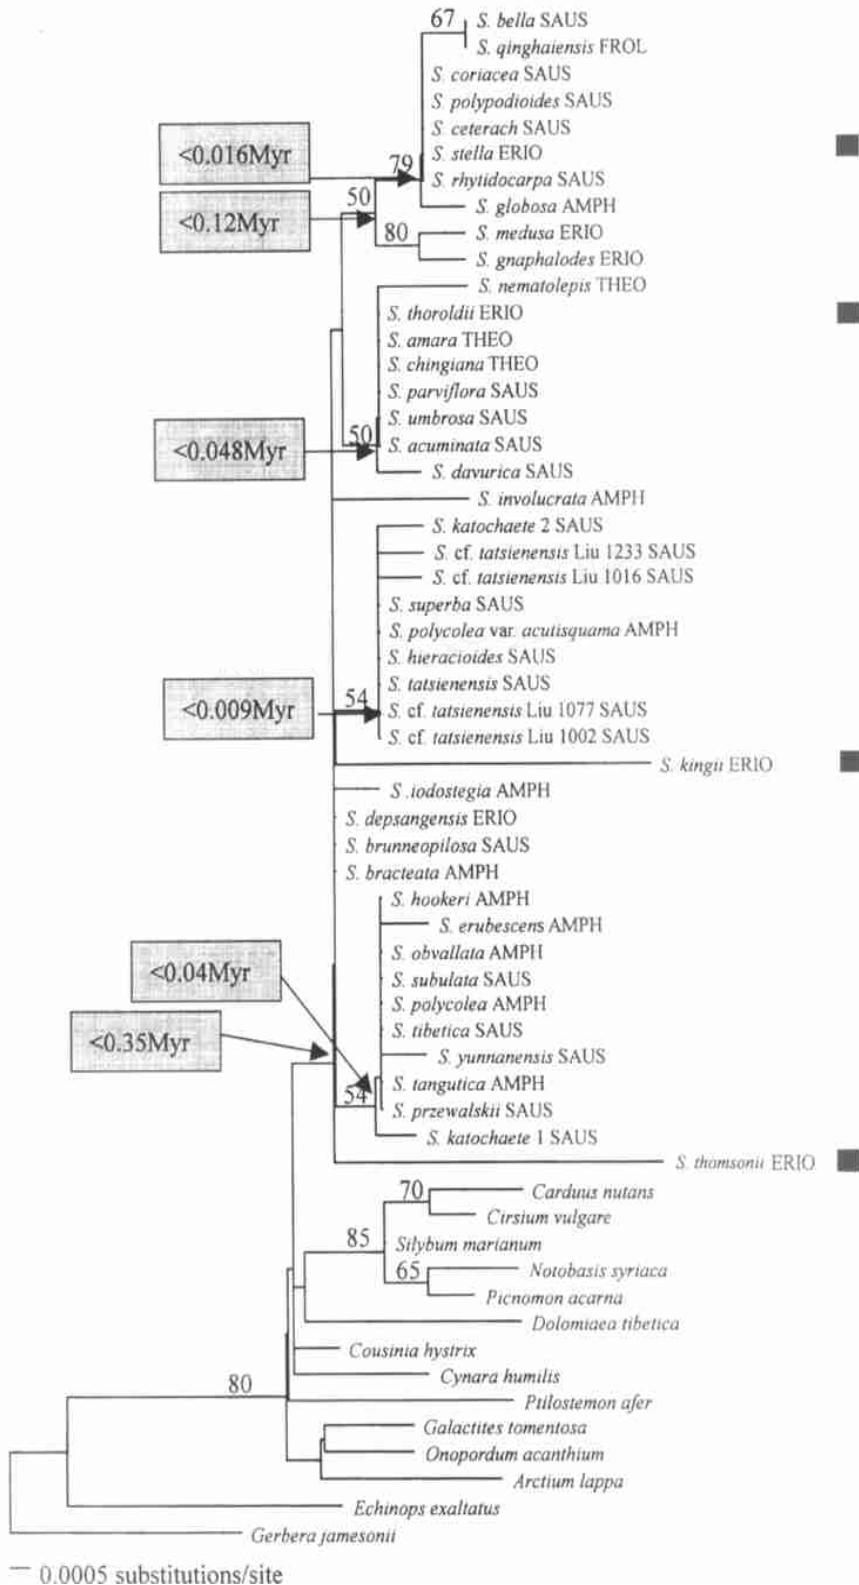 67 S. bella SAUS
S. qinghaiensis FROL
S. coriacea SAUS
S. polypodioides SAUS
S. ceterach SAUS
<0.016Myr 79 S. stella ERIO
S. rhytidocarpa SAUS
50 S. globosa AMPH
<0.12Myr 80 S. medusa ERIO
S. gnaphalodes ERIO
S. nematolepis THEO
S. thoroldii ERIO
S. amara THEO
S. chingiana THEO
S. parviflora SAUS
S. umbrosa SAUS
<0.048Myr 50 S. acuminata SAUS
S. davurica SAUS
S. involucrata AMPH
S. katochaete 2 SAUS
S. cf. tatsienensis Liu 1233 SAUS
S. cf. tatsienensis Liu 1016 SAUS
S. superba SAUS
S. polycolea var. acutisquama AMPH
S. hieracioides SAUS
S. tatsienensis SAUS
<0.009Myr 54 S. cf. tatsienensis Liu 1077 SAUS
S. cf. tatsienensis Liu 1002 SAUS
S. kingii ERIO
S .iodostegia AMPH
S. depsangensis ERIO
S. brunneopilosa SAUS
S. bracteata AMPH
S. hookeri AMPH
S. erubescens AMPH
S. obvallata AMPH
<0.04Myr S. subulata SAUS
S. polycolea AMPH
<0.35Myr S. tibetica SAUS
S. yunnanensis SAUS
S. tangutica AMPH
54 S. przewalskii SAUS
S. katochaete 1 SAUS
S. thomsonii ERIO
70 Carduus nutans
Cirsium vulgare
85 Silybum marianum
65 Notobasis syriaca
Picnomon acarna
Dolomiaea tibetica
Cousinia hystrix
80 Cynara humilis
Ptilostemon afer
Galactites tomentosa
Onopordum acanthium
Arctium lappa
Echinops exaltatus
Gerbera jamesonii
0.0005 substitutions/site